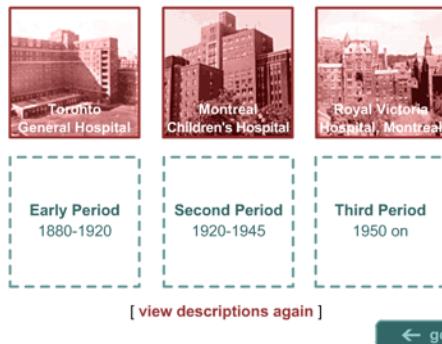 Toronto
General Hospital
Montreal
Children's Hospital
Royal Victoria
Hospital, Montreal
Early Period
1880-1920
Second Period
1920-1945
Third Period
1950 on
[ view descriptions again ]
←